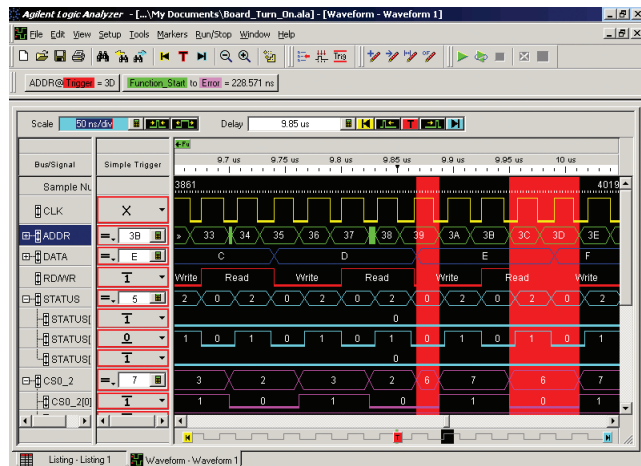 Agilent Logic Analyzer - [...\My Documents\Board_Turn_On.ala] - [Waveform - Waveform 1]
File Edit View Setup Tools Markers Run/Stop Window Help
ADDR@ Trigger = 3D Function_Start to Error = 228.571 ns
Scale 50 ns/div Delay 9.85 us
Bus/Signal Simple Trigger 9.7 us 9.75 us 9.8 us 9.85 us 9.9 us 9.95 us 10 us
Sample Nu 3861 4019
CLK X
ADDR = 3B 33 34 35 36 37 38 39 3A 3B 3C 3D 3E
DATA = E C D E F
RD/WR 1 Write Read Write Read Write Read Write
STATUS = 5 2 0 2 0 2 0 2 0 2 0 2 0 2
STATUS[ 1 0
STATUS[ 0 1 0 1 0 1 0 1 0 1 0 1 0 1
STATUS[ 1 0
CS0_2 = 7 3 2 3 2 6 7 6 7
CS0_2[0] 1 1 0 1 0 1 0 1
T
Listing - Listing 1 Waveform - Waveform 1